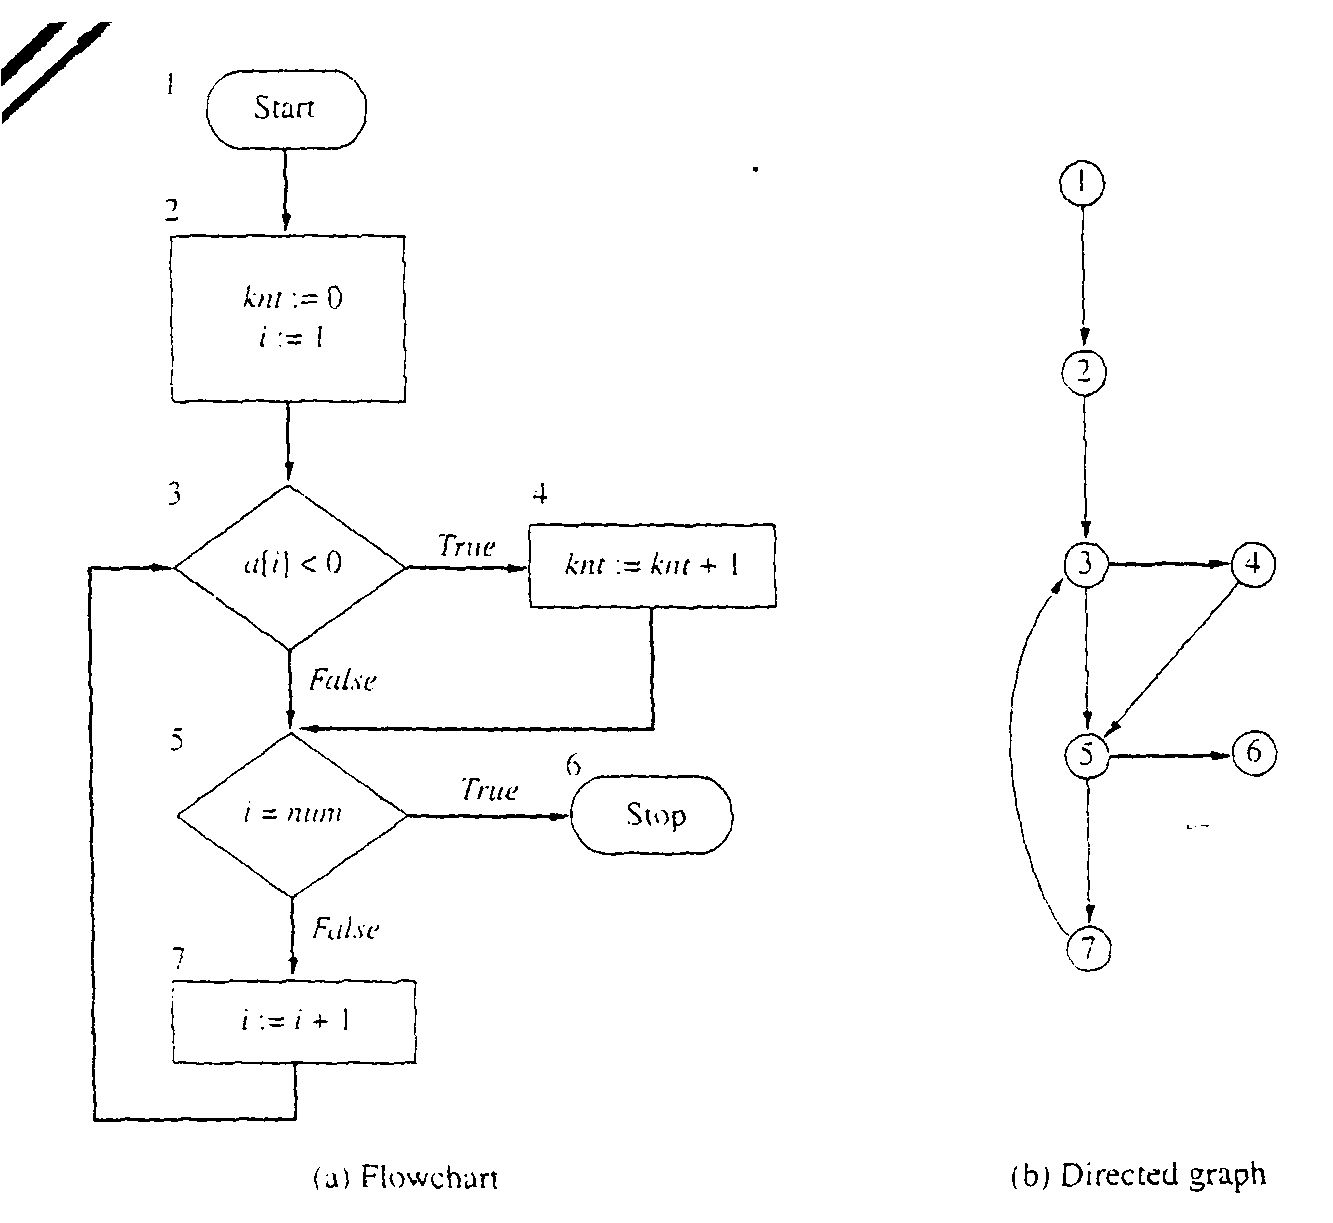 1
Start
2
knt := 0
i := 1
3
a[i] < 0
True
4
knt := knt + 1
False
5
i = num
True
6
Stop
False
7
i := i + 1
(a) Flowchart
1
2
3
4
5
6
7
(b) Directed graph